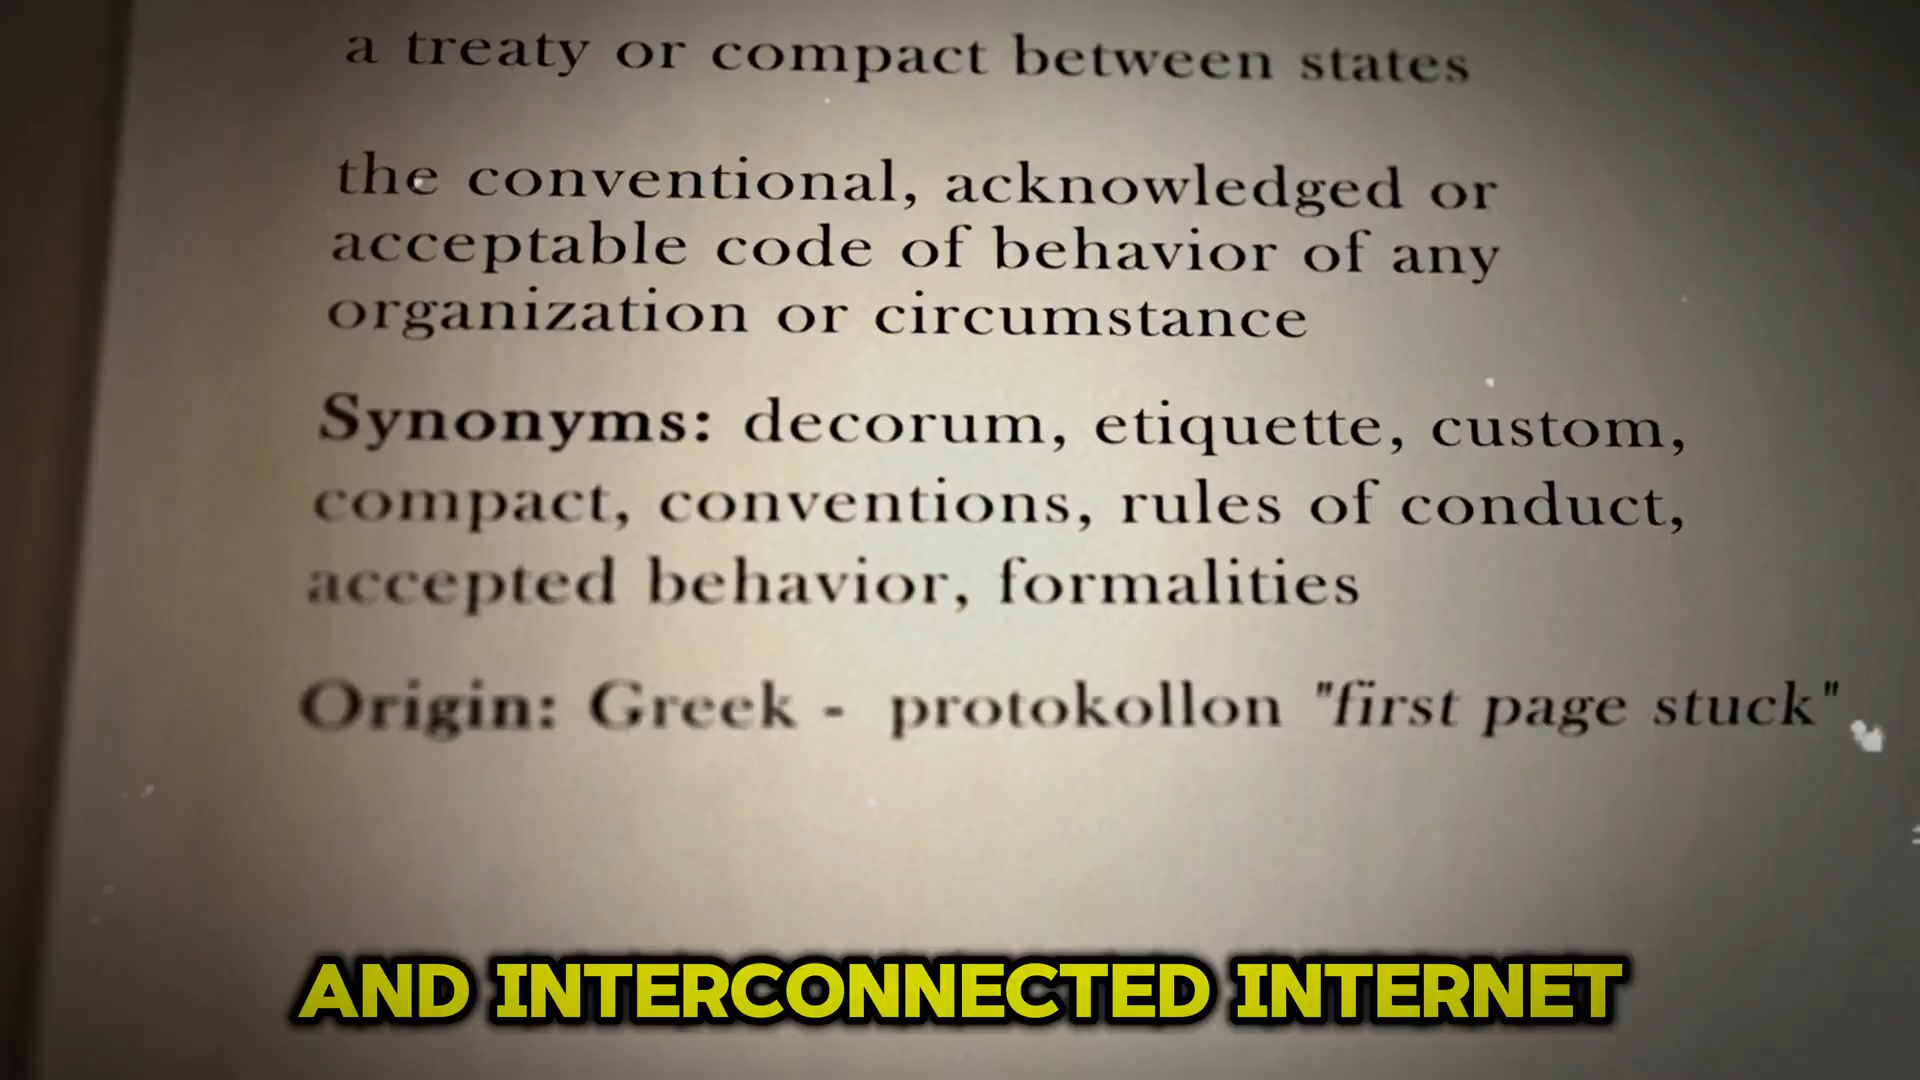 a treaty or compact between states
the conventional, acknowledged or
acceptable code of behavior of any
organization or circumstance
Synonyms: decorum, etiquette, custom,
compact, conventions, rules of conduct,
accepted behavior, formalities
Origin: Greek - protokollon "first page stuck"
AND INTERCONNECTED INTERNET